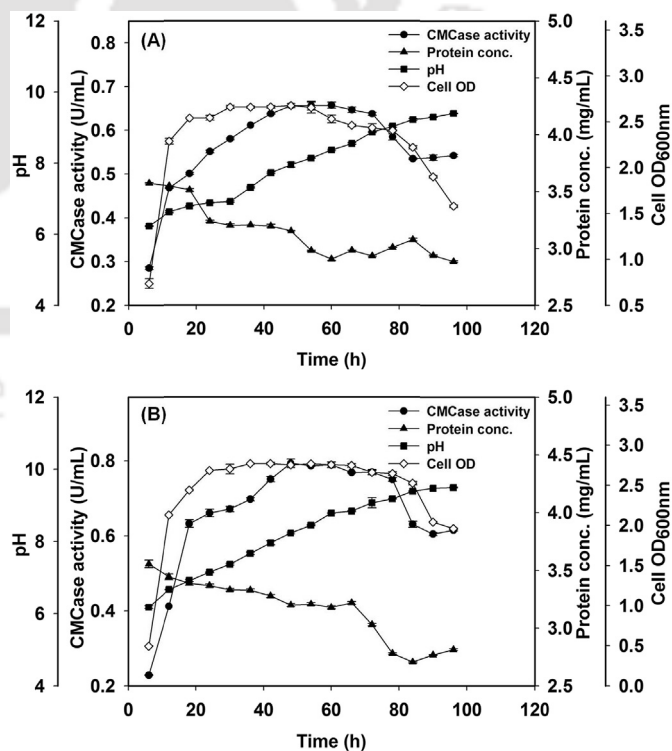 (A)
CMCase activity
Protein conc.
pH
Cell OD
pH
12
10
8
6
4
CMCase activity (U/mL)
0.8
0.7
0.6
0.5
0.4
0.3
0.2
Protein conc. (mg/mL)
5.0
4.5
4.0
3.5
3.0
2.5
Cell OD600nm
3.5
3.0
2.5
2.0
1.5
1.0
0.5
0 20 40 60 80 100 120
Time (h)
(B)
CMCase activity
Protein conc.
pH
Cell OD
pH
12
10
8
6
4
CMCase activity (U/mL)
0.8
0.6
0.4
0.2
Protein conc. (mg/mL)
5.0
4.5
4.0
3.5
3.0
2.5
Cell OD600nm
3.5
3.0
2.5
2.0
1.5
1.0
0.5
0.0
0 20 40 60 80 100 120
Time (h)